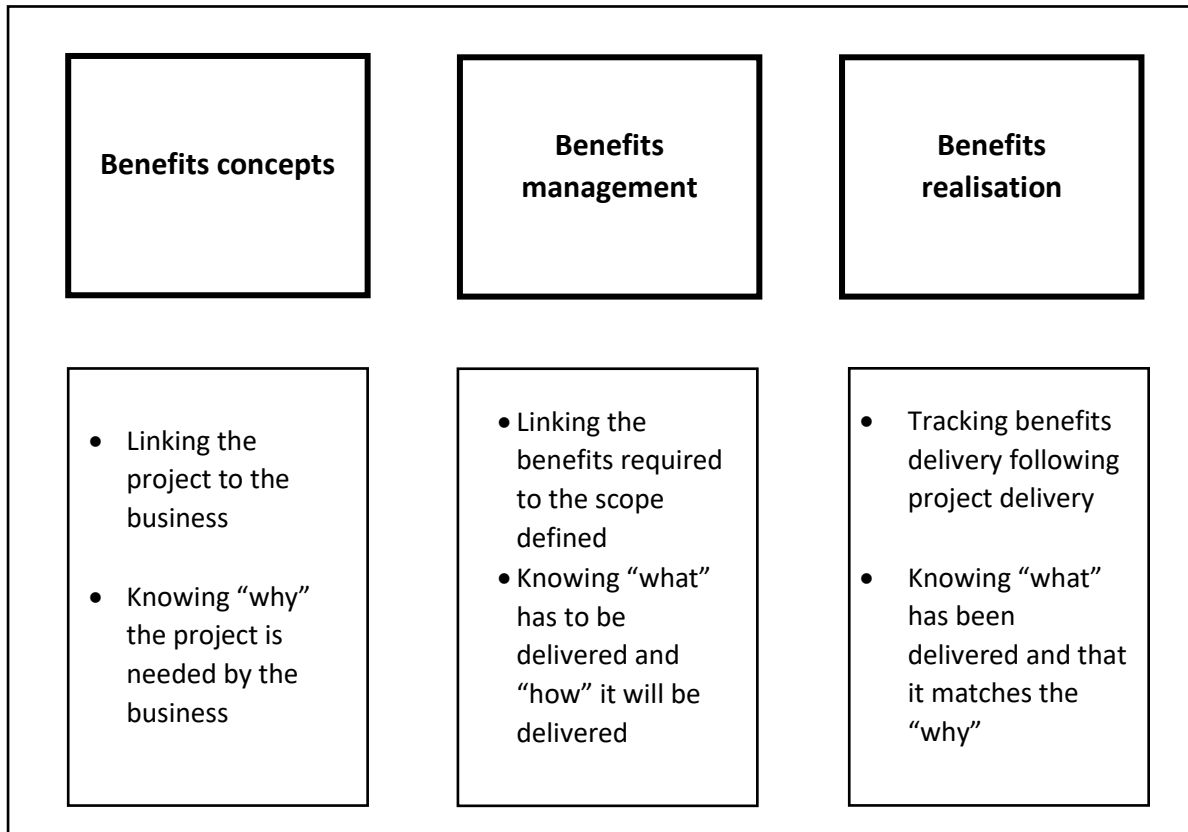 Benefits concepts
Benefits
management
Benefits
realisation
• Linking the
project to the
business
• Knowing “why”
the project is
needed by the
business
• Linking the
benefits required
to the scope
defined
• Knowing “what”
has to be
delivered and
“how” it will be
delivered
• Tracking benefits
delivery following
project delivery
• Knowing “what”
has been
delivered and that
it matches the
“why”